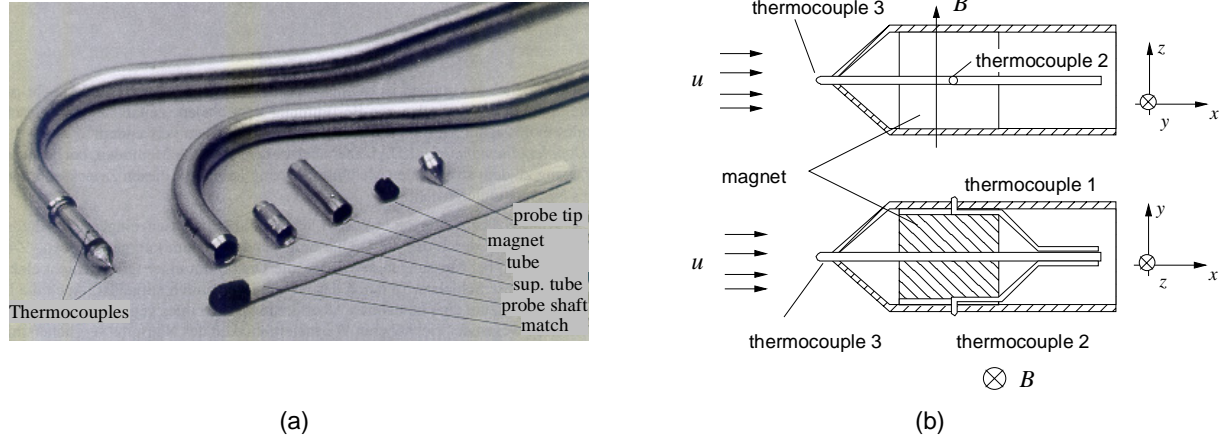 probe tip
magnet
tube
sup. tube
probe shaft
match
Thermocouples
(a)
thermocouple 3
B
thermocouple 2
u
z
y
x
magnet
thermocouple 1
u
y
z
x
thermocouple 3
thermocouple 2
B
(b)